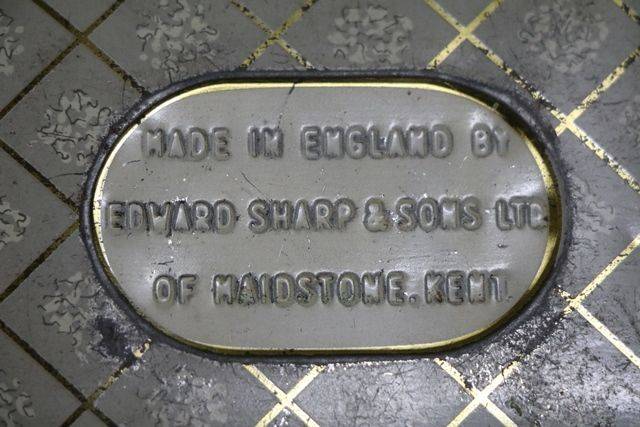 MADE IN ENGLAND BY
EDWARD SHARP & SONS LTD.
OF MAIDSTONE. KENT